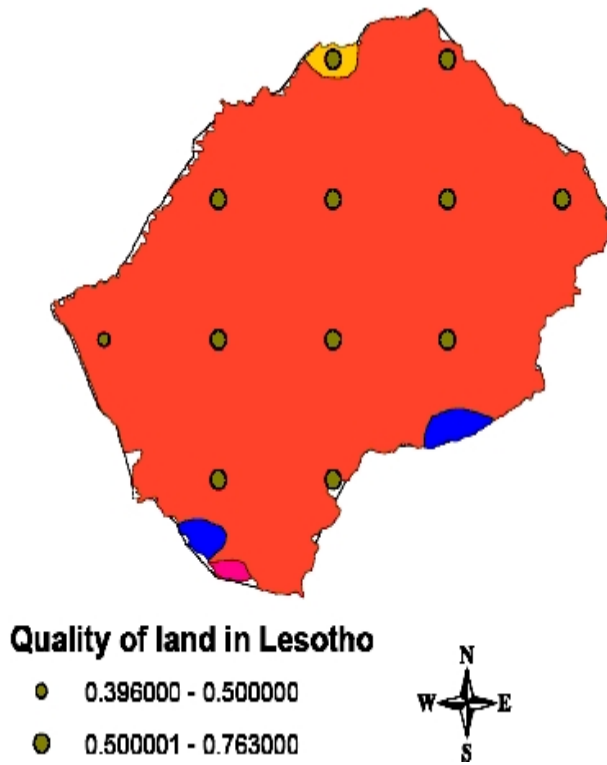 Quality of land in Lesotho
0.396000 - 0.500000
0.500001 - 0.763000
N
W E
S